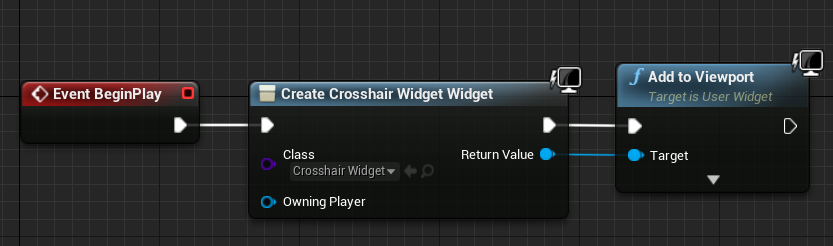 Event BeginPlay
Create Crosshair Widget Widget
Class
Crosshair Widget
Return Value
Owning Player
f Add to Viewport
Target is User Widget
Target